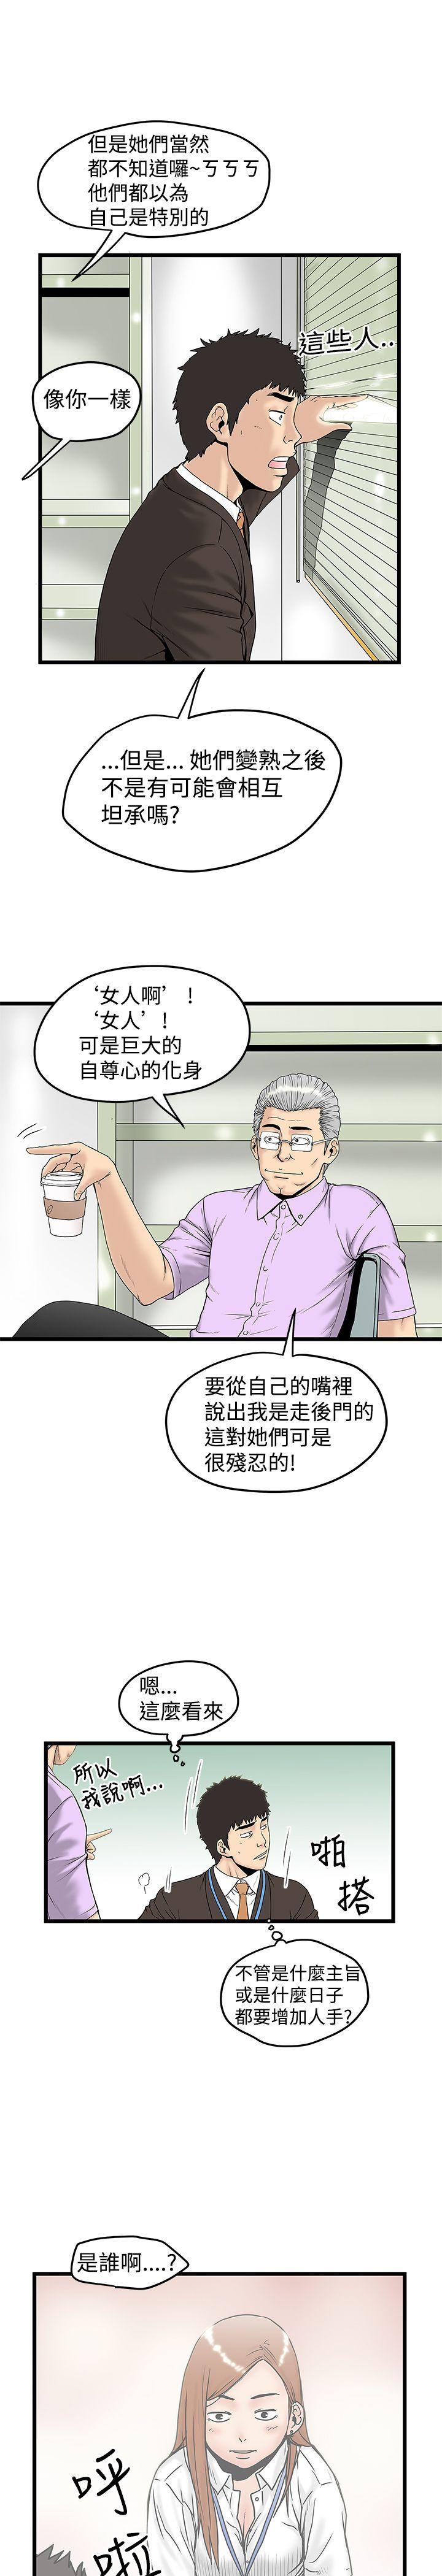 但是她們當然
都不知道囉~ㄎㄎㄎ
他們都以為
自己是特別的
這些人..
像你一樣
...但是... 她們變熟之後
不是有可能會相互
坦承嗎?
‘女人啊’！
‘女人’！
可是巨大的
自尊心的化身
要從自己的嘴裡
說出我是走後門的
這對她們可是
很殘忍的!
嗯...
這麼看來
所以
我說啊...
啪
搭
不管是什麼主旨
或是什麼日子
都要增加人手?
是誰啊....?
呼
啦